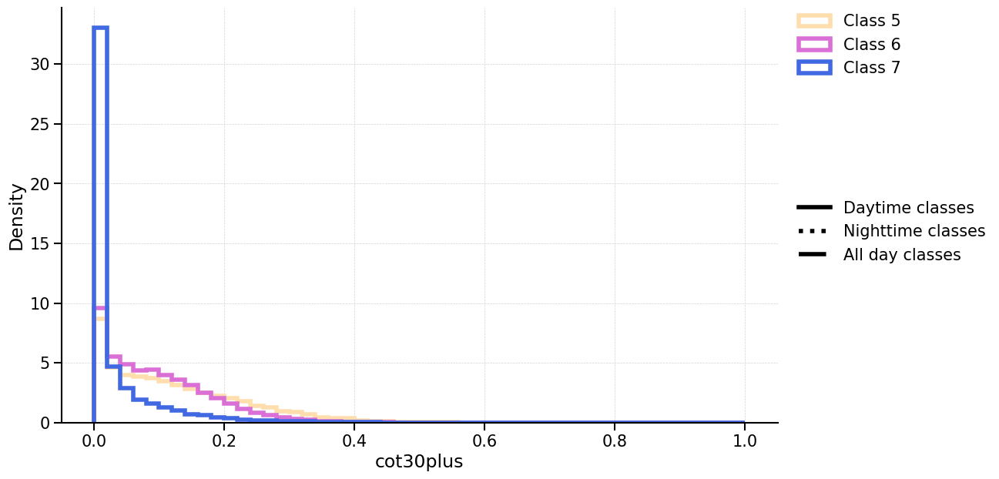 Density
30
25
20
15
10
5
0
0.0 0.2 0.4 0.6 0.8 1.0
cot30plus
Class 5
Class 6
Class 7
Daytime classes
Nighttime classes
All day classes